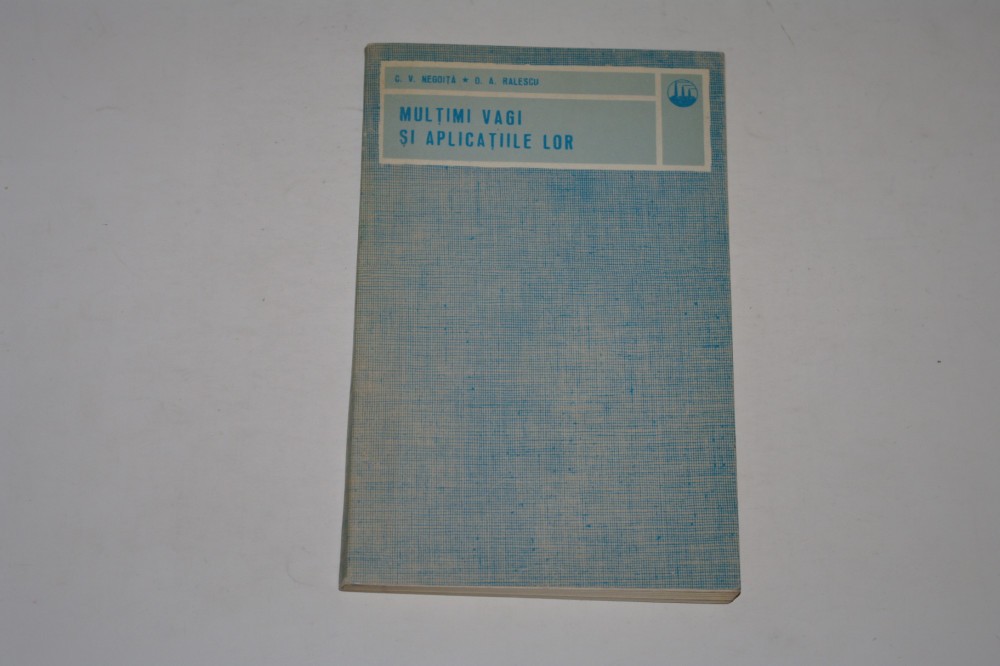 C. V. NEGOIȚĂ ★ D. A. RALESCU
MULȚIMI VAGI
ȘI APLICAȚIILE LOR